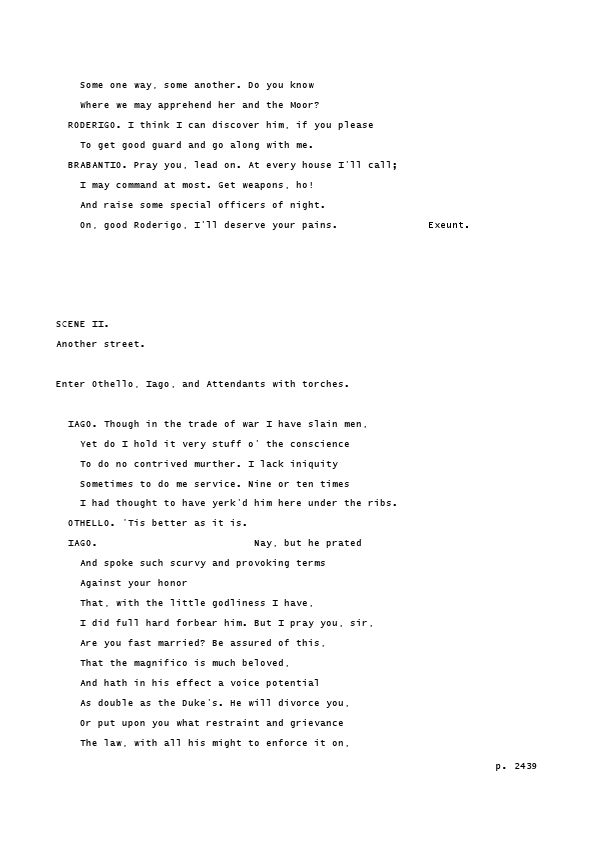 Some one way, some another. Do you know
Where we may apprehend her and the Moor?
RODERIGO. I think I can discover him, if you please
To get good guard and go along with me.
BRABANTIO. Pray you, lead on. At every house I'll call;
I may command at most. Get weapons, ho!
And raise some special officers of night.
On, good Roderigo, I'll deserve your pains. Exeunt.
SCENE II.
Another street.
Enter Othello, Iago, and Attendants with torches.
IAGO. Though in the trade of war I have slain men,
Yet do I hold it very stuff o' the conscience
To do no contrived murther. I lack iniquity
Sometimes to do me service. Nine or ten times
I had thought to have yerk'd him here under the ribs.
OTHELLO. 'Tis better as it is.
IAGO. Nay, but he prated
And spoke such scurvy and provoking terms
Against your honor
That, with the little godliness I have,
I did full hard forbear him. But I pray you, sir,
Are you fast married? Be assured of this,
That the magnifico is much beloved,
And hath in his effect a voice potential
As double as the Duke's. He will divorce you,
Or put upon you what restraint and grievance
The law, with all his might to enforce it on,
p. 2439